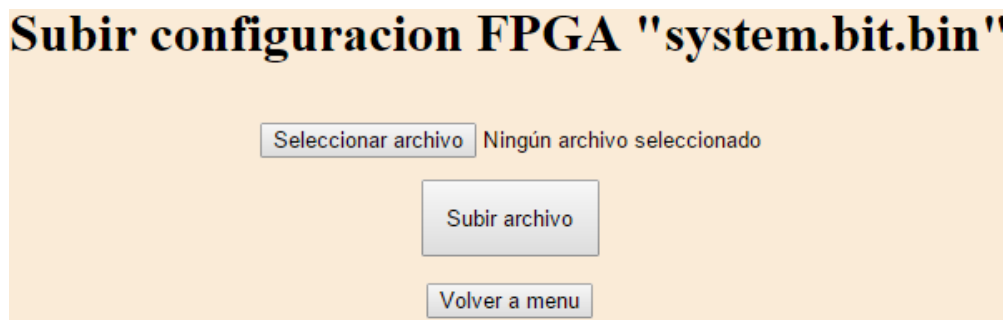 Subir configuracion FPGA "system.bit.bin"
Seleccionar archivo Ningún archivo seleccionado
Subir archivo
Volver a menu